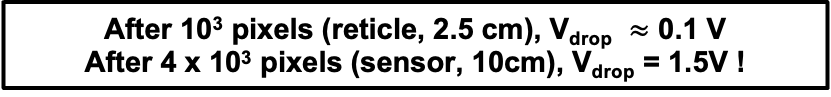 After 10³ pixels (reticle, 2.5 cm), V_drop ≈ 0.1 V
After 4 x 10³ pixels (sensor, 10cm), V_drop = 1.5V !